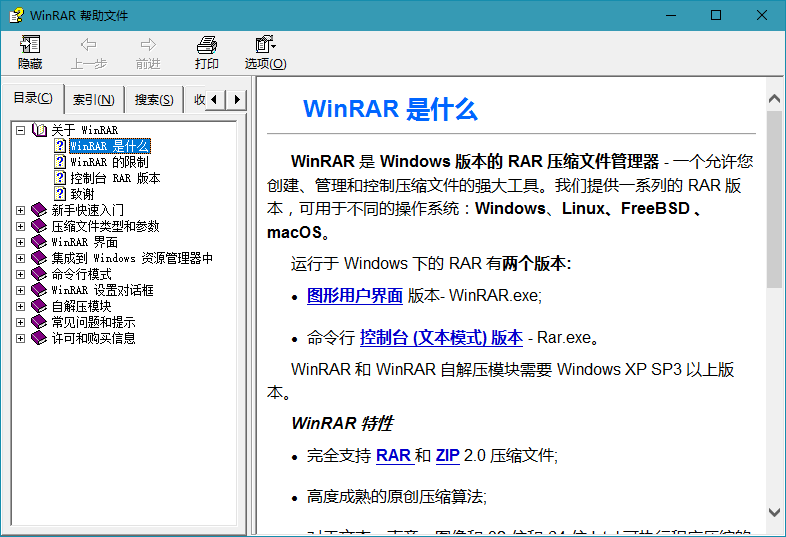 WinRAR 帮助文件
隐藏 上一步 前进 打印 选项(O)
目录(C) 索引(N) 搜索(S) 收
关于 WinRAR
WinRAR 是什么
WinRAR 的限制
控制台 RAR 版本
致谢
新手快速入门
压缩文件类型和参数
WinRAR 界面
集成到 Windows 资源管理器中
命令行模式
WinRAR 设置对话框
自解压模块
常见问题和提示
许可和购买信息
WinRAR 是什么
WinRAR 是 Windows 版本的 RAR 压缩文件管理器 - 一个允许您
创建、管理和控制压缩文件的强大工具。我们提供一系列的 RAR 版
本，可用于不同的操作系统：Windows、Linux、FreeBSD 、
macOS。
运行于 Windows 下的 RAR 有两个版本:
• 图形用户界面 版本- WinRAR.exe;
• 命令行 控制台 (文本模式) 版本 - Rar.exe。
WinRAR 和 WinRAR 自解压模块需要 Windows XP SP3 以上版
本。
WinRAR 特性
• 完全支持 RAR 和 ZIP 2.0 压缩文件;
• 高度成熟的原创压缩算法;